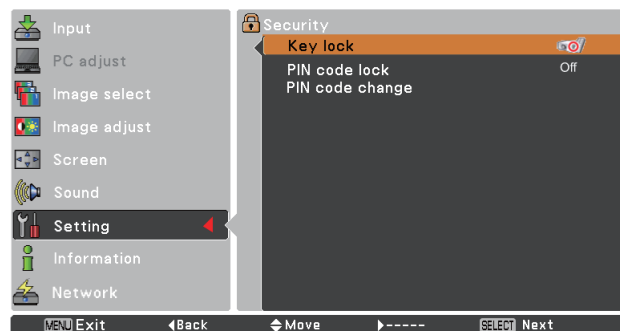 Input
PC adjust
Image select
Image adjust
Screen
Sound
Setting
Information
Network
Security
Key lock
PIN code lock Off
PIN code change
MENU Exit ◀Back ◆Move ▶----- SELECT Next